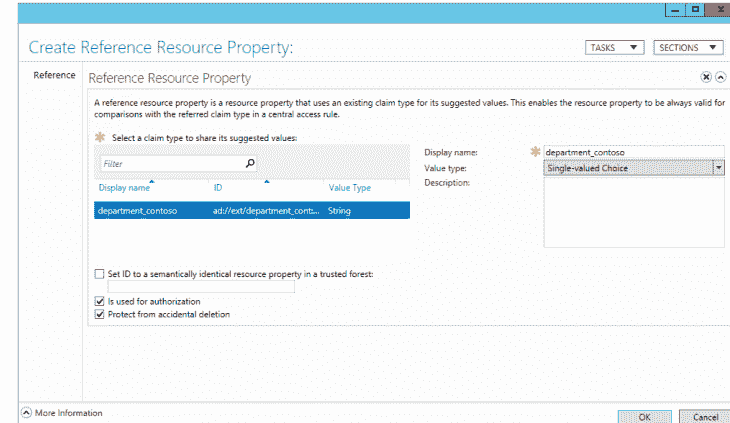 Create Reference Resource Property:
TASKS
SECTIONS
Reference
Reference Resource Property
A reference resource property is a resource property that uses an existing claim type for its suggested values. This enables the resource property to be always valid for
comparisons with the referred claim type in a central access rule.
Select a claim type to share its suggested values:
Filter
Display name ID Value Type
department_contoso ad://ext/department_cont:... String
Display name: department_contoso
Value type: Single-valued Choice
Description:
Set ID to a semantically identical resource property in a trusted forest:
Is used for authorization
Protect from accidental deletion
More Information
OK
Cancel